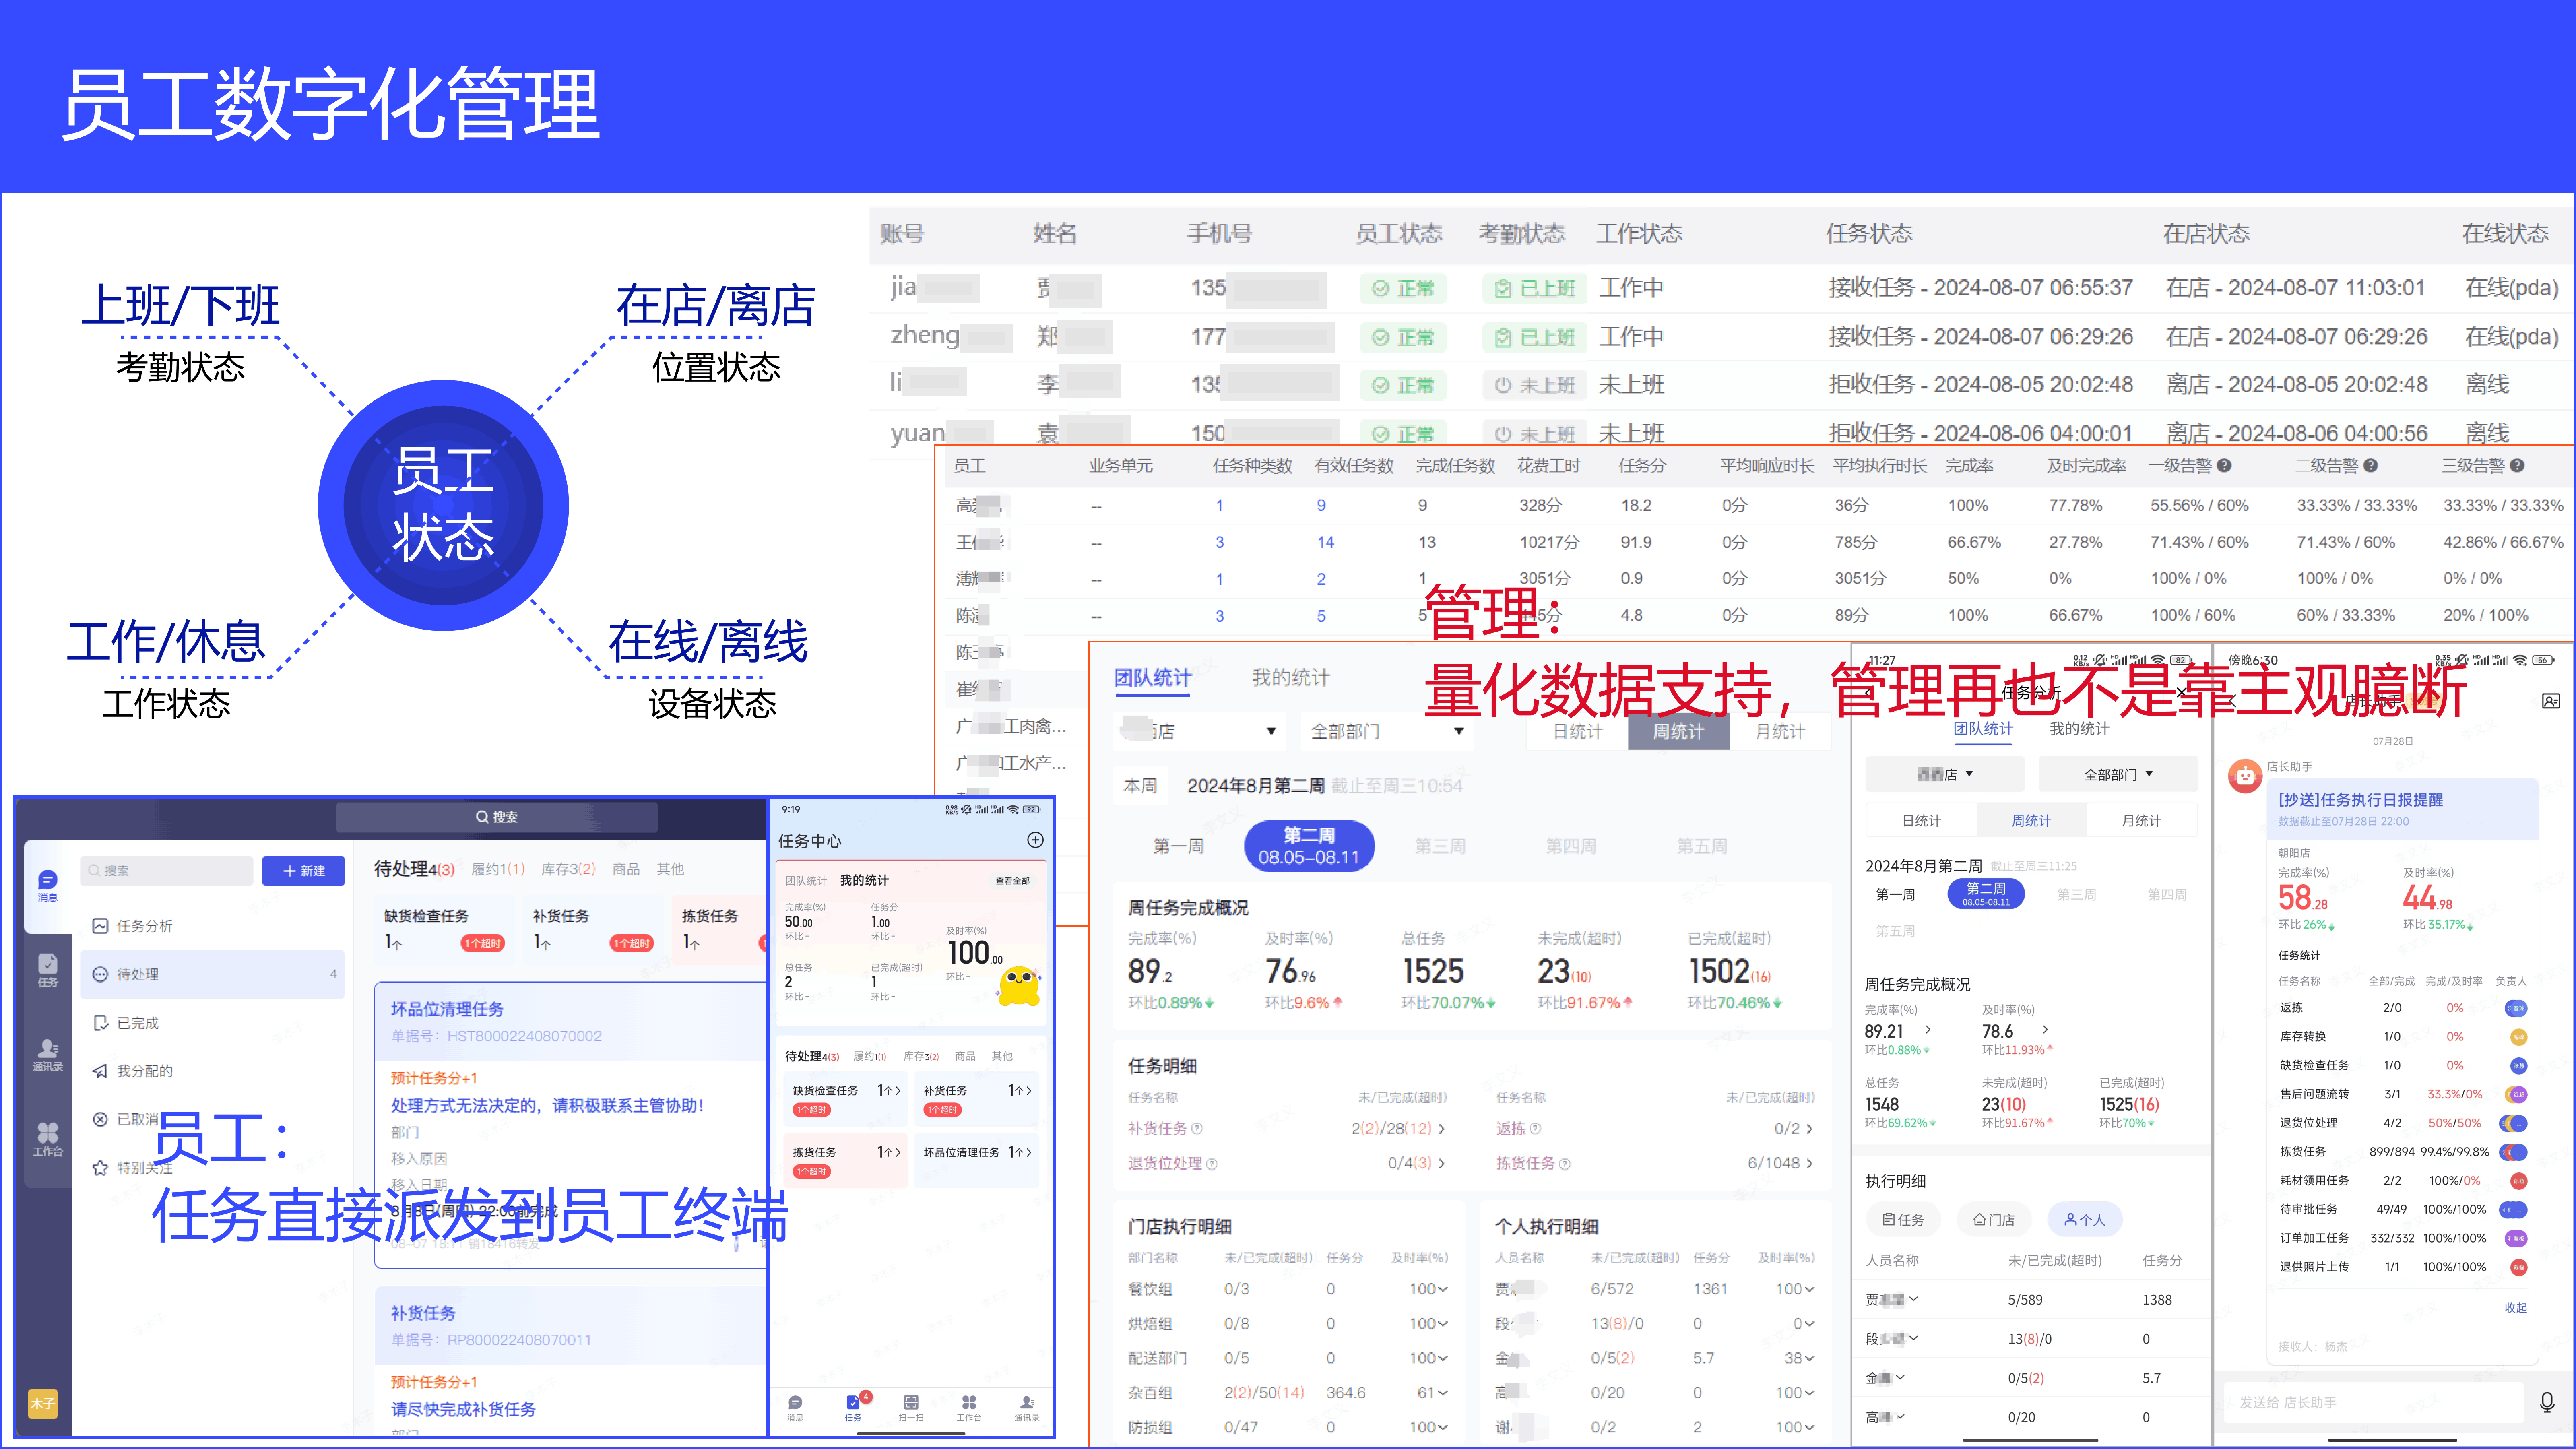 员工数字化管理
上班/下班
考勤状态
在店/离店
位置状态
员工
状态
工作/休息
工作状态
在线/离线
设备状态
账号 姓名 手机号 员工状态 考勤状态 工作状态 任务状态 在店状态 在线状态
jia 贾 135 正常 已上班 工作中 接收任务 - 2024-08-07 06:55:37 在店 - 2024-08-07 11:03:01 在线(pda)
zheng 郑 177 正常 已上班 工作中 接收任务 - 2024-08-07 06:29:26 在店 - 2024-08-07 06:29:26 在线(pda)
li 李 135 正常 未上班 未上班 拒收任务 - 2024-08-05 20:02:48 离店 - 2024-08-05 20:02:48 离线
yuan 袁 150 正常 未上班 未上班 拒收任务 - 2024-08-06 04:00:01 离店 - 2024-08-06 04:00:56 离线
员工 业务单元 任务种类数 有效任务数 完成任务数 花费工时 任务分 平均响应时长 平均执行时长 完成率 及时完成率 一级告警 二级告警 三级告警
高 -- 1 9 9 328分 18.2 0分 36分 100% 77.78% 55.56% / 60% 33.33% / 33.33% 33.33% / 33.33%
王 -- 3 14 13 10217分 91.9 0分 785分 66.67% 27.78% 71.43% / 60% 71.43% / 60% 42.86% / 66.67%
薄 -- 1 2 1 3051分 0.9 0分 3051分 50% 0% 100% / 0% 100% / 0% 0% / 0%
陈 -- 3 5 5 4.8 0分 89分 100% 66.67% 100% / 60% 60% / 33.33% 20% / 100%
陈
崔
广 工肉禽...
广 工水产...
管理：
量化数据支持，管理再也不是靠主观臆断
搜索
消息
任务
通讯录
工作台
木子
搜索
＋ 新建
任务分析
待处理 4
已完成
我分配的
已取消
特别关注
待处理4(3) 履约1(1) 库存3(2) 商品 其他
缺货检查任务 补货任务 拣货任务
1个 1个超时 1个 1个超时 1个
坏品位清理任务
单据号：HST800022408070002
预计任务分+1
处理方式无法决定的，请积极联系主管协助！
部门
移入原因
移入日期
8月8日(周四) 22:00前完成
补货任务
单据号：RP800022408070011
预计任务分+1
请尽快完成补货任务
员工：
任务直接派发到员工终端
9:19
92
任务中心
团队统计 我的统计 查看全部
完成率(%) 任务分
50.00 1.00
环比- 环比-
及时率(%)
100.00
环比-
总任务 已完成(超时)
2 1
环比- 环比-
待处理4(3) 履约1(1) 库存3(2) 商品 其他
缺货检查任务 1个 补货任务 1个
1个超时 1个超时
拣货任务 1个 坏品位清理任务 1个
1个超时
4
消息 任务 扫一扫 工作台 通讯录
团队统计 我的统计
店 全部部门 日统计 周统计 月统计
本周 2024年8月第二周 截止至周三10:54
第一周 第二周 第三周 第四周 第五周
08.05–08.11
周任务完成概况
完成率(%) 及时率(%) 总任务 未完成(超时) 已完成(超时)
89.2 76.96 1525 23(10) 1502(16)
环比0.89% 环比9.6% 环比70.07% 环比91.67% 环比70.46%
任务明细
任务名称 未/已完成(超时) 任务名称 未/已完成(超时)
补货任务 2(2)/28(12) 返拣 0/2
退货位处理 0/4(3) 拣货任务 6/1048
门店执行明细
部门名称 未/已完成(超时) 任务分 及时率(%)
餐饮组 0/3 0 100
烘焙组 0/8 0 100
配送部门 0/5 0 100
杂百组 2(2)/50(14) 364.6 61
防损组 0/47 0 100
个人执行明细
人员名称 未/已完成(超时) 任务分 及时率(%)
贾 6/572 1361 100
段 13(8)/0 0 0
金 0/5(2) 5.7 38
高 0/20 0 100
谢 0/2 2 100
11:27
82
任务分析
团队统计 我的统计
店 全部部门
日统计 周统计 月统计
2024年8月第二周 截止至周三11:25
第一周 第二周 第三周 第四周
08.05-08.11
第五周
周任务完成概况
完成率(%) 及时率(%)
89.21 78.6
环比0.88% 环比11.93%
总任务 未完成(超时) 已完成(超时)
1548 23(10) 1525(16)
环比69.62% 环比91.67% 环比70%
执行明细
任务 门店 个人
人员名称 未/已完成(超时) 任务分
贾 5/589 1388
段 13(8)/0 0
金 0/5(2) 5.7
高 0/20 0
傍晚6:30
56
07月28日
店长助手
[抄送]任务执行日报提醒
数据截止至07月28日 22:00
朝阳店
完成率(%) 及时率(%)
58.28 44.98
环比 26% 环比 35.17%
任务统计
任务名称 全部/完成 完成/及时率 负责人
返拣 2/0 0%
库存转换 1/0 0%
缺货检查任务 1/0 0%
售后问题流转 3/1 33.3%/0%
退货位处理 4/2 50%/50%
拣货任务 899/894 99.4%/99.8%
耗材领用任务 2/2 100%/0%
待审批任务 49/49 100%/100%
订单加工任务 332/332 100%/100%
退供照片上传 1/1 100%/100%
收起
接收人：杨杰
发送给 店长助手